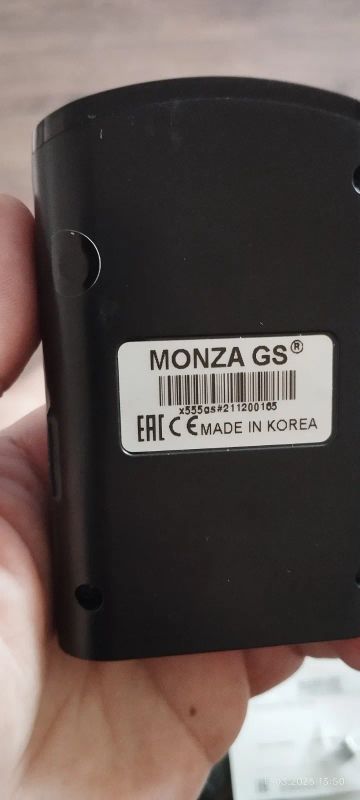 MONZA GS®
x555gs#211200165
EAC CE MADE IN KOREA